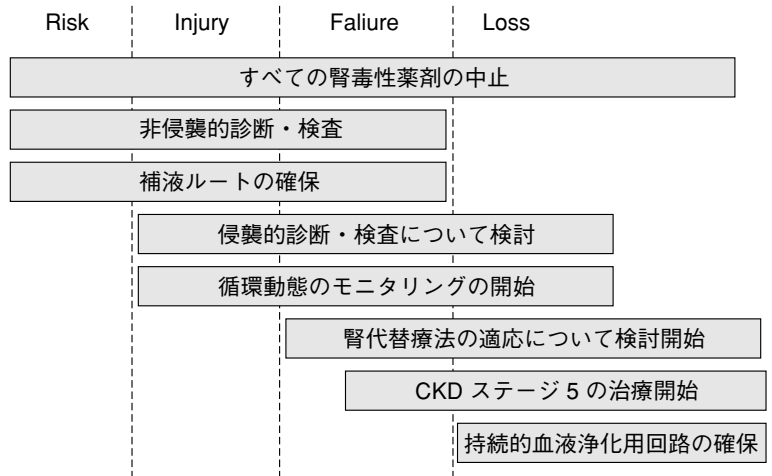 Risk Injury Faliure Loss
すべての腎毒性薬剤の中止
非侵襲的診断・検査
補液ルートの確保
侵襲的診断・検査について検討
循環動態のモニタリングの開始
腎代替療法の適応について検討開始
CKD ステージ 5 の治療開始
持続的血液浄化用回路の確保